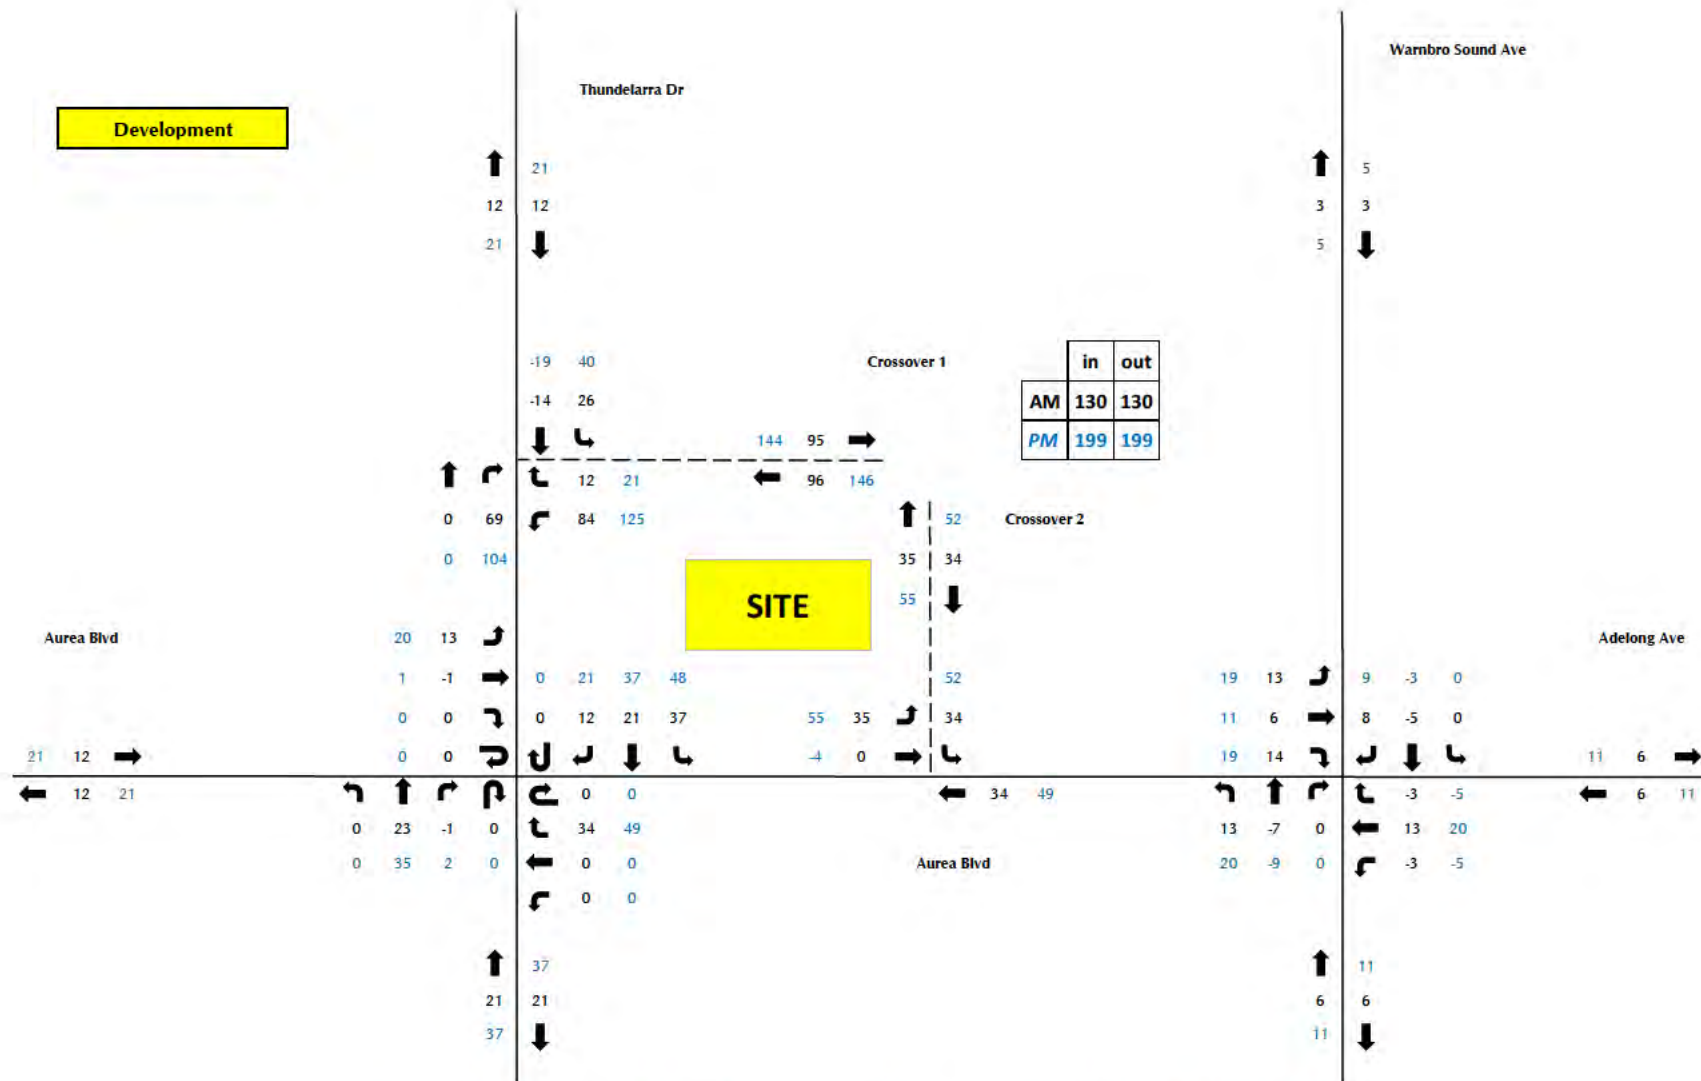 Warnbro Sound Ave
Thundelarra Dr
Development
21 5
12 12 3 3
21 5
-19 40 Crossover 1 in out
-14 26 AM 130 130
144 95 PM 199 199
12 21 96 146
0 69 84 125 52 Crossover 2
0 104 35 34
SITE 55
Aurea Blvd 20 13 Adelong Ave
1 -1 0 21 37 48 52 19 13 9 -3 0
0 0 0 12 21 37 55 35 34 11 6 8 -5 0
21 12 0 0 -4 0 19 14 11 6
12 21 0 0 34 49 -3 -5 6 11
0 23 -1 0 34 49 13 -7 0 13 20
0 35 2 0 0 0 Aurea Blvd 20 -9 0 -3 -5
0 0
37 11
21 21 6 6
37 11